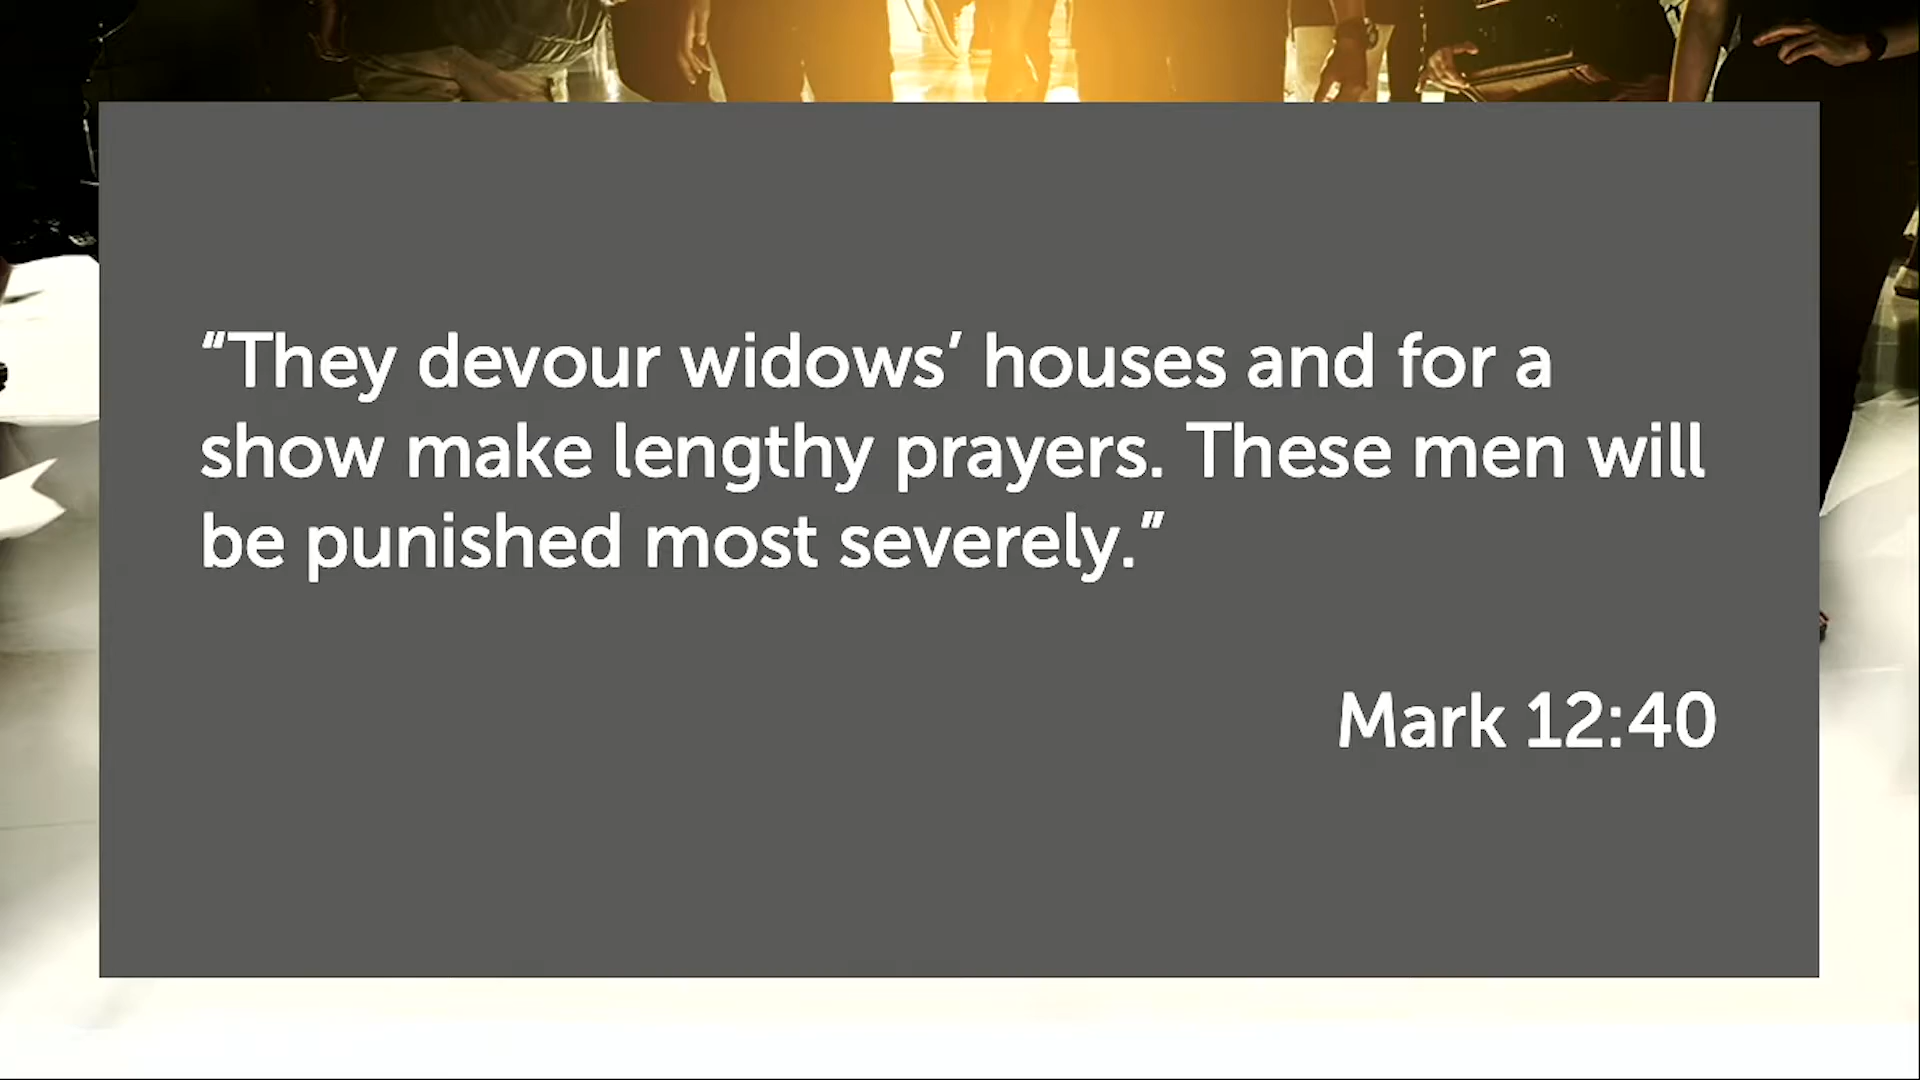 “They devour widows’ houses and for a
show make lengthy prayers. These men will
be punished most severely.”
Mark 12:40